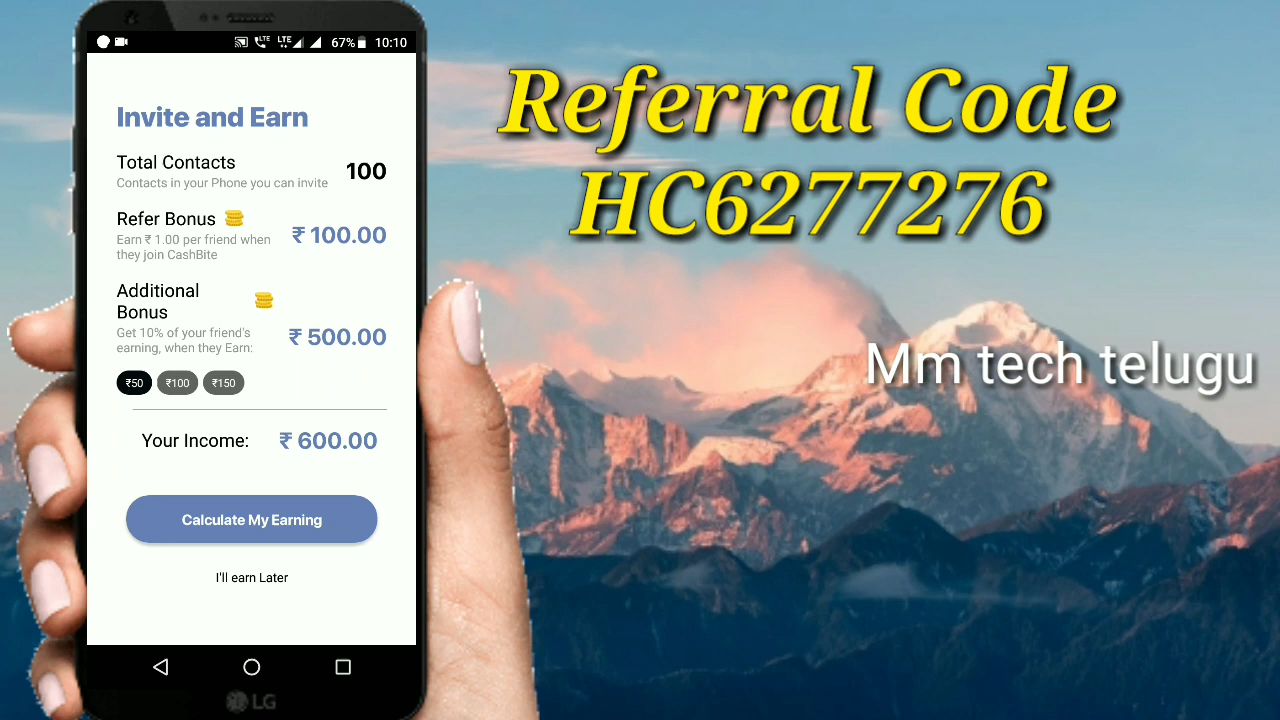 LTE LTE 67% 10:10
Invite and Earn
Total Contacts
Contacts in your Phone you can invite
100
Refer Bonus
Earn ₹ 1.00 per friend when
they join CashBite
₹ 100.00
Additional
Bonus
Get 10% of your friend's
earning, when they Earn:
₹ 500.00
₹50 ₹100 ₹150
Your Income: ₹ 600.00
Calculate My Earning
I'll earn Later
LG
Referral Code
HC6277276
Mm tech telugu